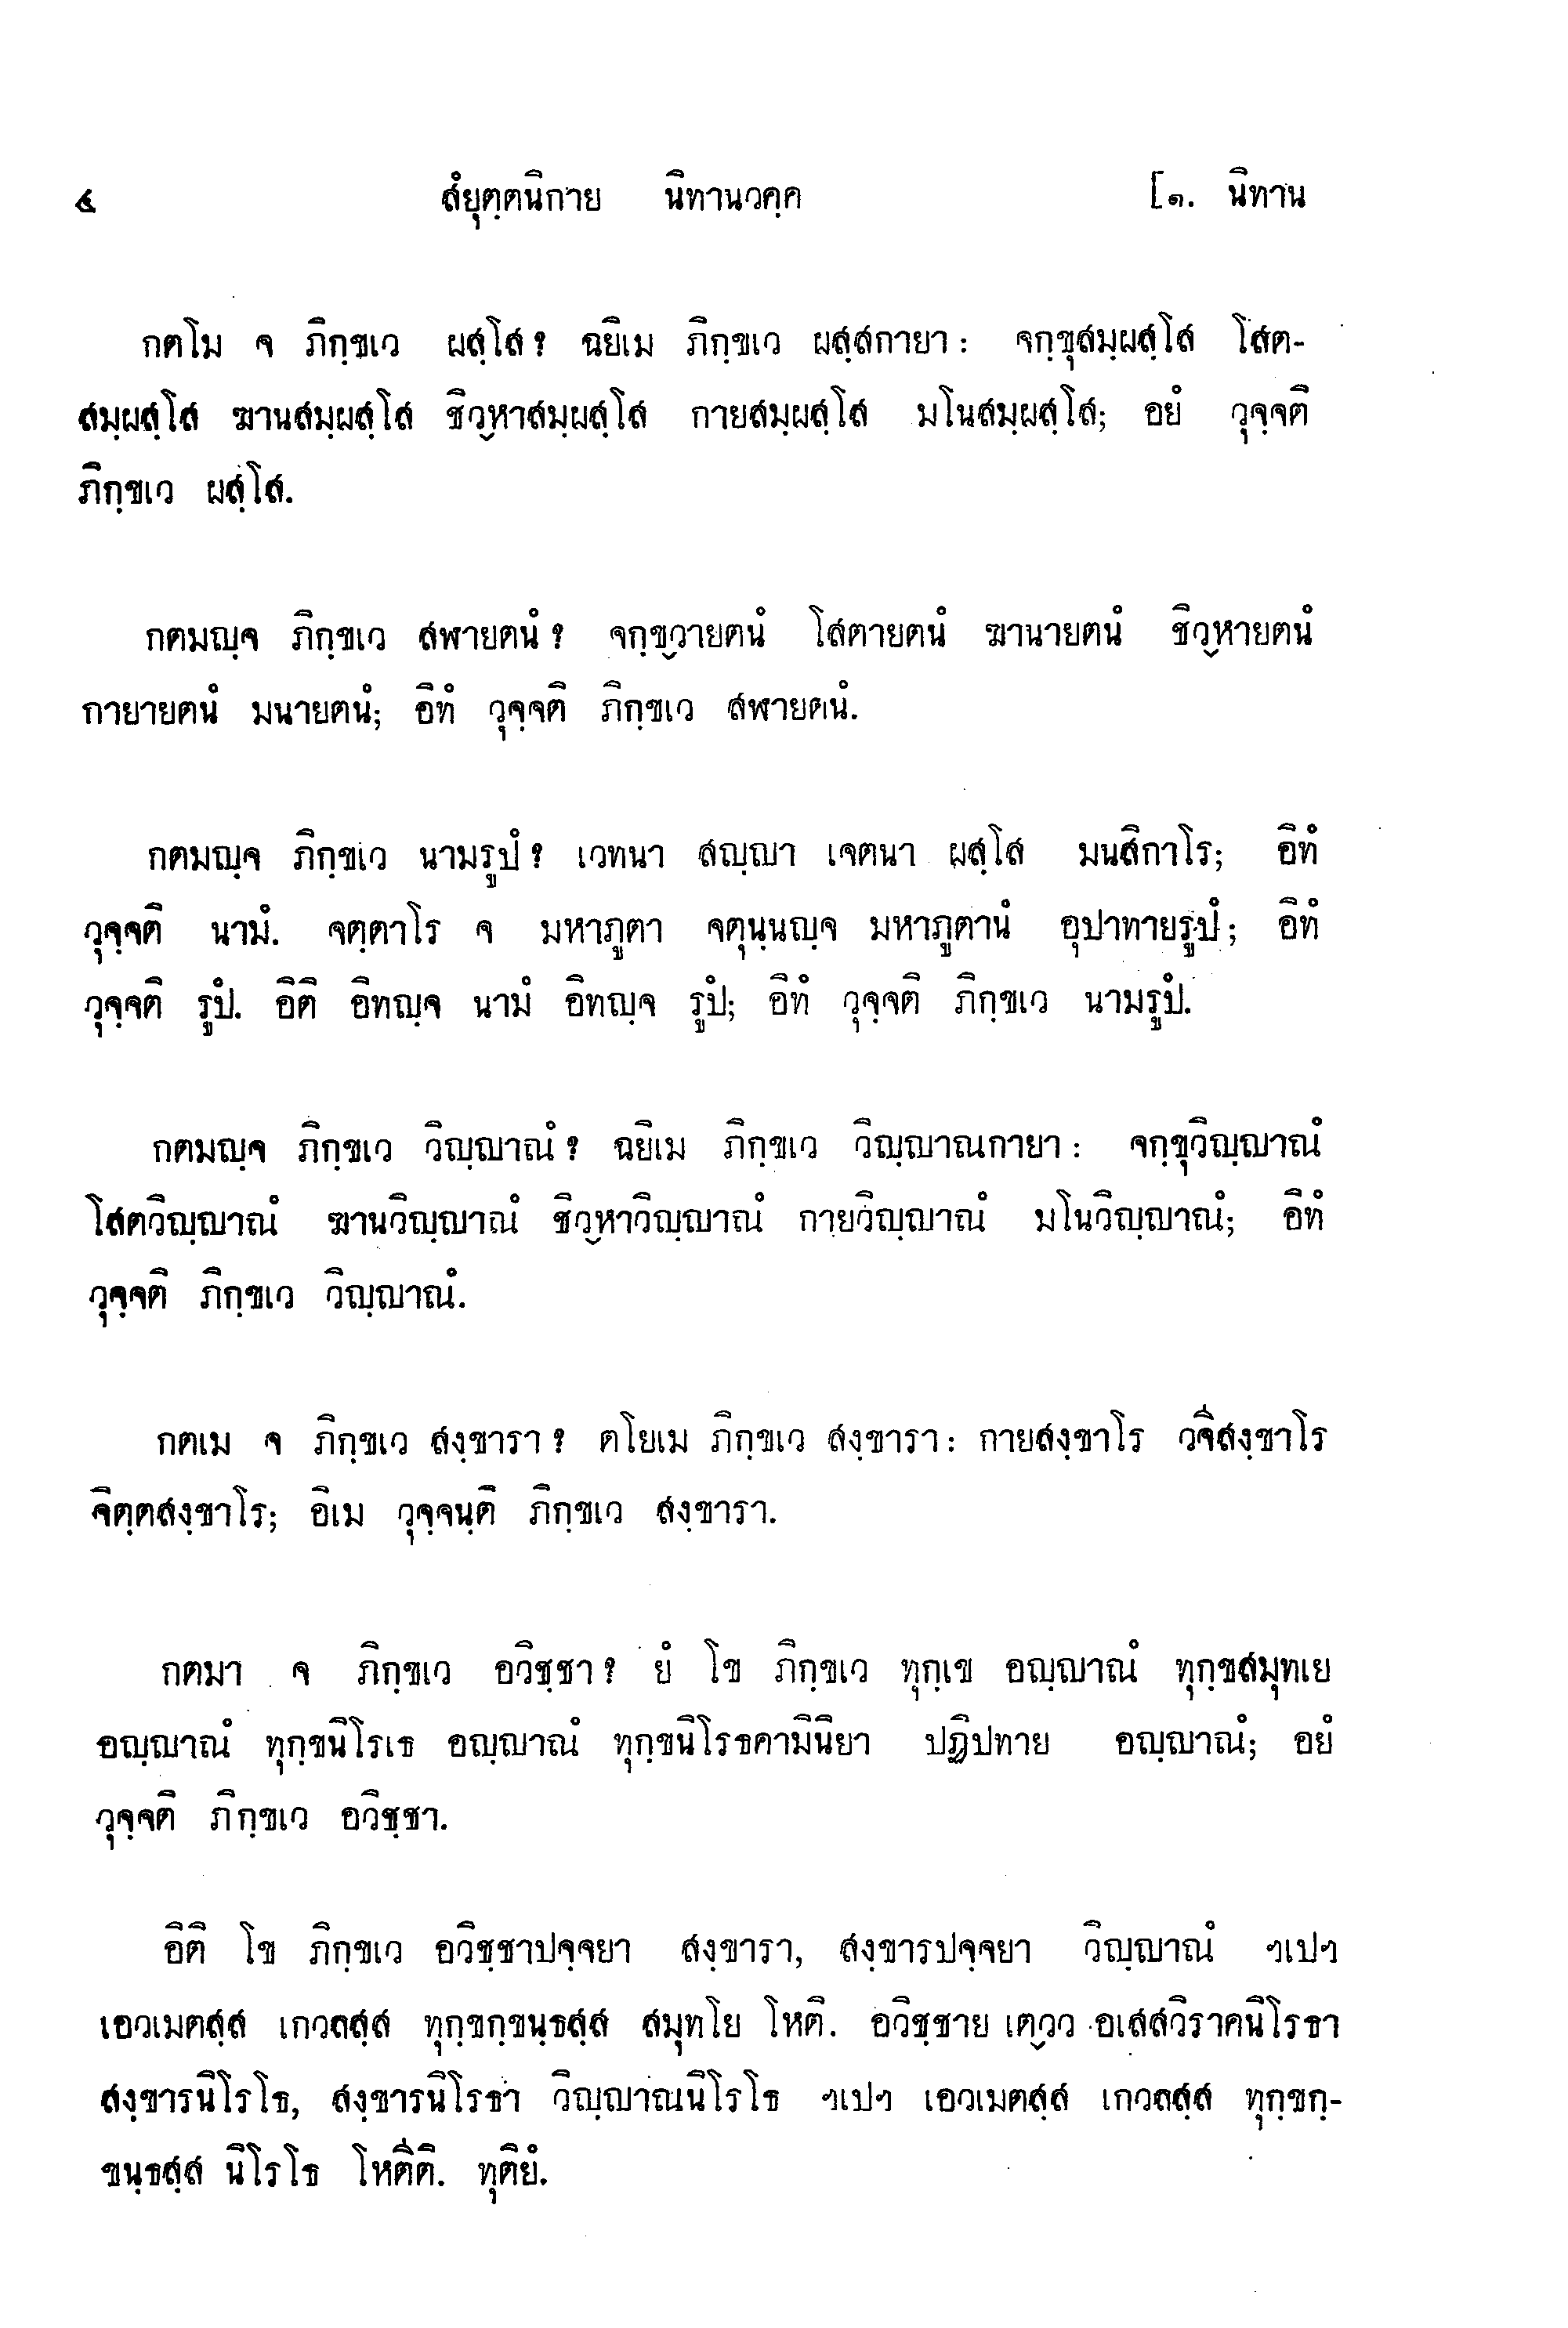 ๔ สํยุตฺตนิกาย นิทานวคฺค [๑. นิทาน
กตโม จ ภิกฺขเว ผสฺโส? ฉยิเม ภิกฺขเว ผสฺสกายา: จกฺขุสมฺผสฺโส โสต-
สมฺผสฺโส ฆานสมฺผสฺโส ชิวฺหาสมฺผสฺโส กายสมฺผสฺโส มโนสมฺผสฺโส; อยํ วุจฺจติ
ภิกฺขเว ผสฺโส.
กตมญฺจ ภิกฺขเว สฬายตนํ? จกฺขฺวายตนํ โสตายตนํ ฆานายตนํ ชิวฺหายตนํ
กายายตนํ มนายตนํ; อิทํ วุจฺจติ ภิกฺขเว สฬายตนํ.
กตมญฺจ ภิกฺขเว นามรูปํ? เวทนา สญฺญา เจตนา ผสฺโส มนสิกาโร; อิทํ
วุจฺจติ นามํ. จตฺตาโร จ มหาภูตา จตุนฺนญฺจ มหาภูตานํ อุปาทายรูปํ; อิทํ
วุจฺจติ รูปํ. อิติ อิทญฺจ นามํ อิทญฺจ รูปํ; อิทํ วุจฺจติ ภิกฺขเว นามรูปํ.
กตมญฺจ ภิกฺขเว วิญฺญาณํ? ฉยิเม ภิกฺขเว วิญฺญาณกายา: จกฺขุวิญฺญาณํ
โสตวิญฺญาณํ ฆานวิญฺญาณํ ชิวฺหาวิญฺญาณํ กายวิญฺญาณํ มโนวิญฺญาณํ; อิทํ
วุจฺจติ ภิกฺขเว วิญฺญาณํ.
กตเม จ ภิกฺขเว สงฺขารา? ตโยเม ภิกฺขเว สงฺขารา: กายสงฺขาโร วจีสงฺขาโร
จิตฺตสงฺขาโร; อิเม วุจฺจนฺติ ภิกฺขเว สงฺขารา.
กตมา จ ภิกฺขเว อวิชฺชา? ยํ โข ภิกฺขเว ทุกฺเข อญฺญาณํ ทุกฺขสมุทเย
อญฺญาณํ ทุกฺขนิโรเธ อญฺญาณํ ทุกฺขนิโรธคามินิยา ปฏิปทาย อญฺญาณํ; อยํ
วุจฺจติ ภิกฺขเว อวิชฺชา.
อิติ โข ภิกฺขเว อวิชฺชาปจฺจยา สงฺขารา, สงฺขารปจฺจยา วิญฺญาณํ ฯเปฯ
เอวเมตสฺส เกวลสฺส ทุกฺขกฺขนฺธสฺส สมุทโย โหติ. อวิชฺชาย เตฺวว อเสสวิราคนิโรธา
สงฺขารนิโรโธ, สงฺขารนิโรธา วิญฺญาณนิโรโธ ฯเปฯ เอวเมตสฺส เกวลสฺส ทุกฺขกฺ-
ขนฺธสฺส นิโรโธ โหตีติ. ทุติยํ.